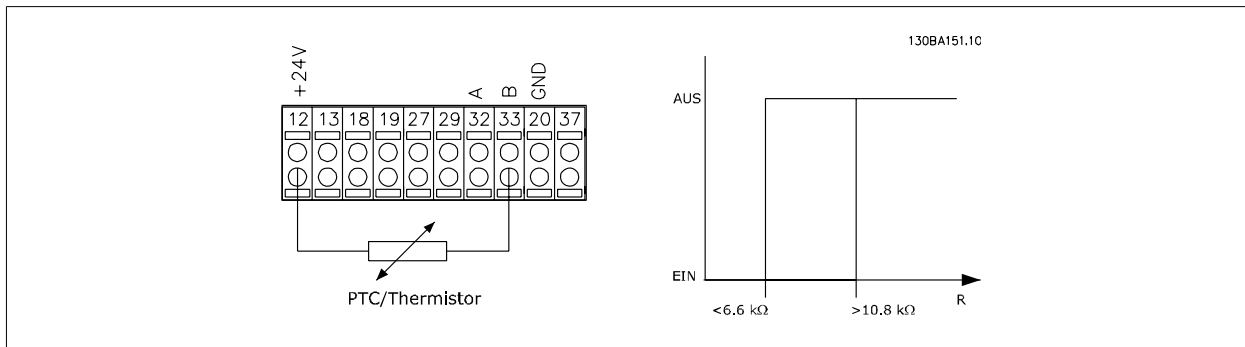 +24V
A
B
GND
12 13 18 19 27 29 32 33 20 37
PTC/Thermistor
130BA151.10
AUS
EIN
<6.6 kΩ
>10.8 kΩ
R